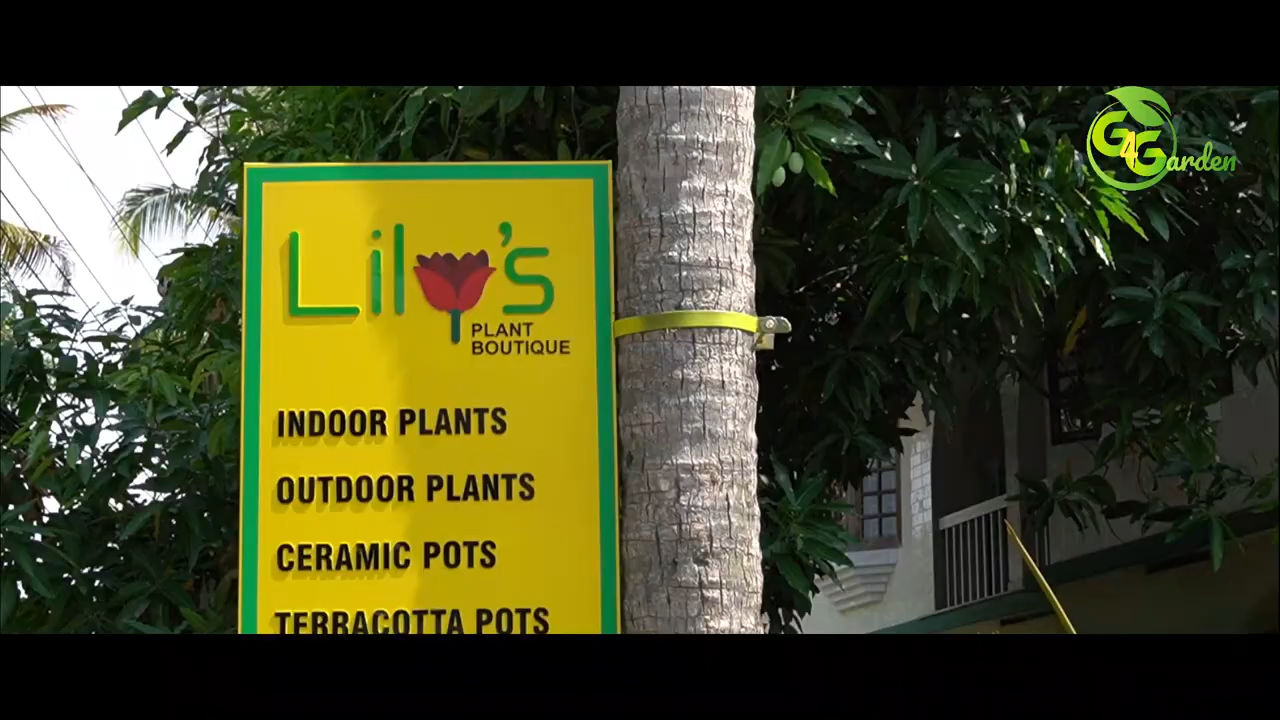 G4Garden
Lily's
PLANT
BOUTIQUE
INDOOR PLANTS
OUTDOOR PLANTS
CERAMIC POTS
TERRACOTTA POTS